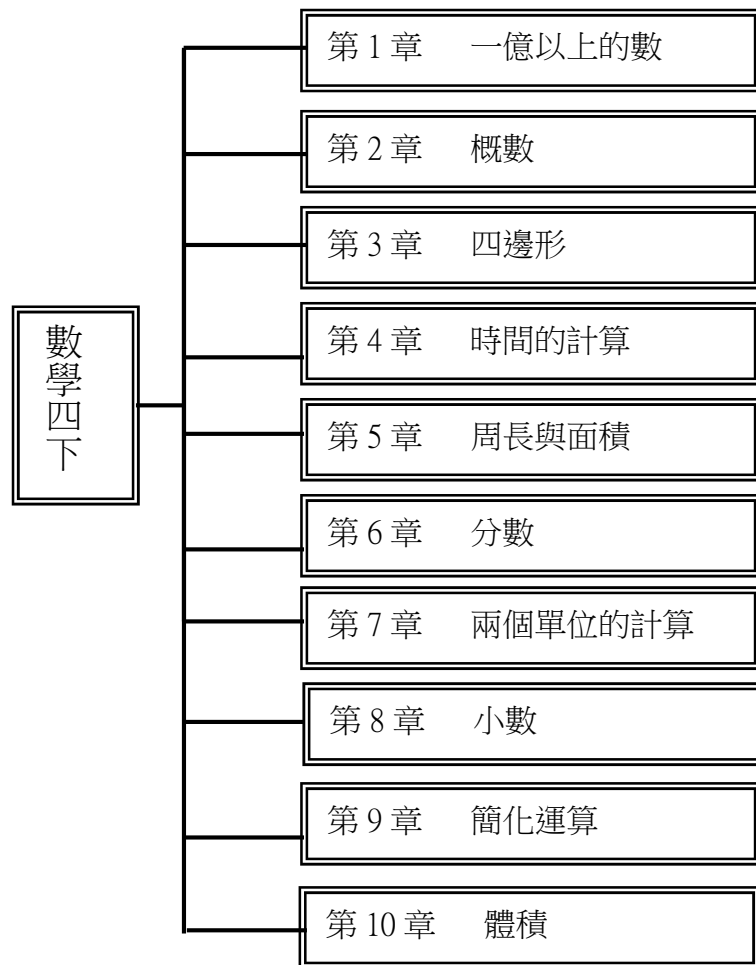 數學四下
第 1 章 一億以上的數
第 2 章 概數
第 3 章 四邊形
第 4 章 時間的計算
第 5 章 周長與面積
第 6 章 分數
第 7 章 兩個單位的計算
第 8 章 小數
第 9 章 簡化運算
第 10 章 體積